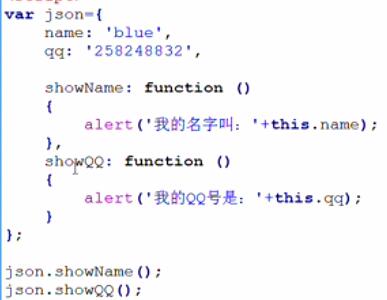 var json={
    name: 'blue',
    qq: '258248832',

    showName: function ()
    {
        alert('我的名字叫：'+this.name);
    },
    showQQ: function ()
    {
        alert('我的QQ号是：'+this.qq);
    }
};

json.showName();
json.showQQ();